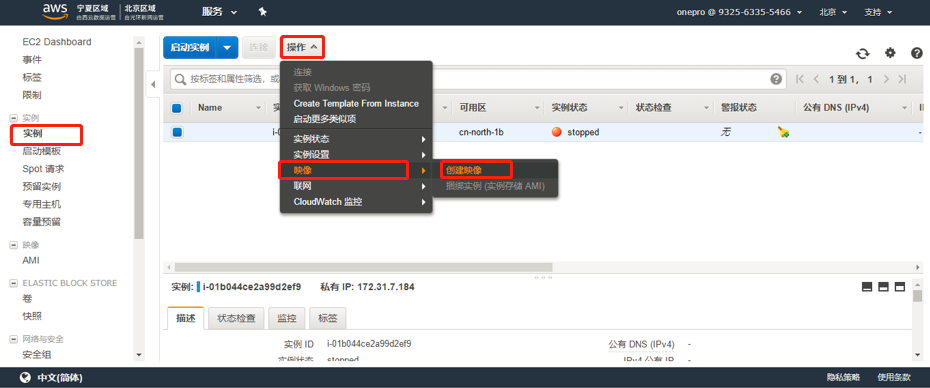 aws 宁夏区域 北京区域 服务 onepro @ 9325-6335-5466 北京 支持
由西云数据运营 由光环新网运营
EC2 Dashboard
事件
标签
限制
实例
实例
启动模板
Spot 请求
预留实例
专用主机
容量预留
映像
AMI
ELASTIC BLOCK STORE
卷
快照
网络与安全
安全组
启动实例 连接 操作
按标签和属性筛选，或 1 到 1， 1
连接
获取 Windows 密码
Create Template From Instance
启动更多类似项
实例状态
实例设置
映像
联网
CloudWatch 监控
创建映像
捆绑实例 (实例存储 AMI)
Name 可用区 实例状态 状态检查 警报状态 公有 DNS (IPv4)
i- cn-north-1b stopped 无 -
实例: i-01b044ce2a99d2ef9 私有 IP: 172.31.7.184
描述 状态检查 监控 标签
实例 ID i-01b044ce2a99d2ef9 公有 DNS (IPv4) -
实例状态 stopped IPv4 公有 IP -
中文(简体) 隐私策略 使用条款